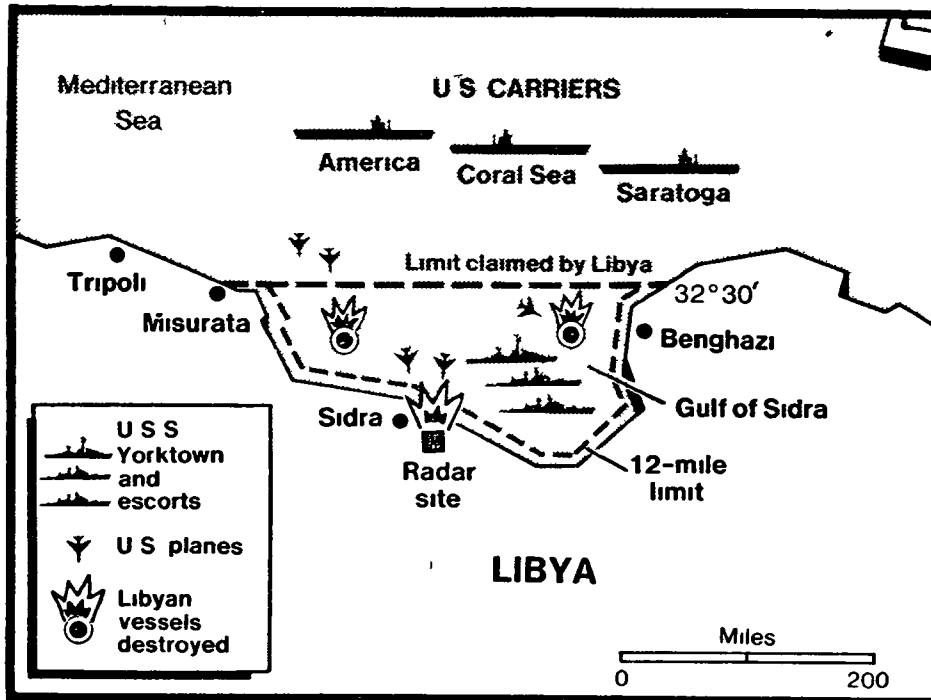 Mediterranean
Sea
U S CARRIERS
America
Coral Sea
Saratoga
Limit claimed by Libya
Tripoli
32°30′
Misurata
Benghazi
Gulf of Sidra
Sidra
12-mile
limit
Radar
site
U S S
Yorktown
and
escorts
U S planes
Libyan
vessels
destroyed
LIBYA
Miles
0
200